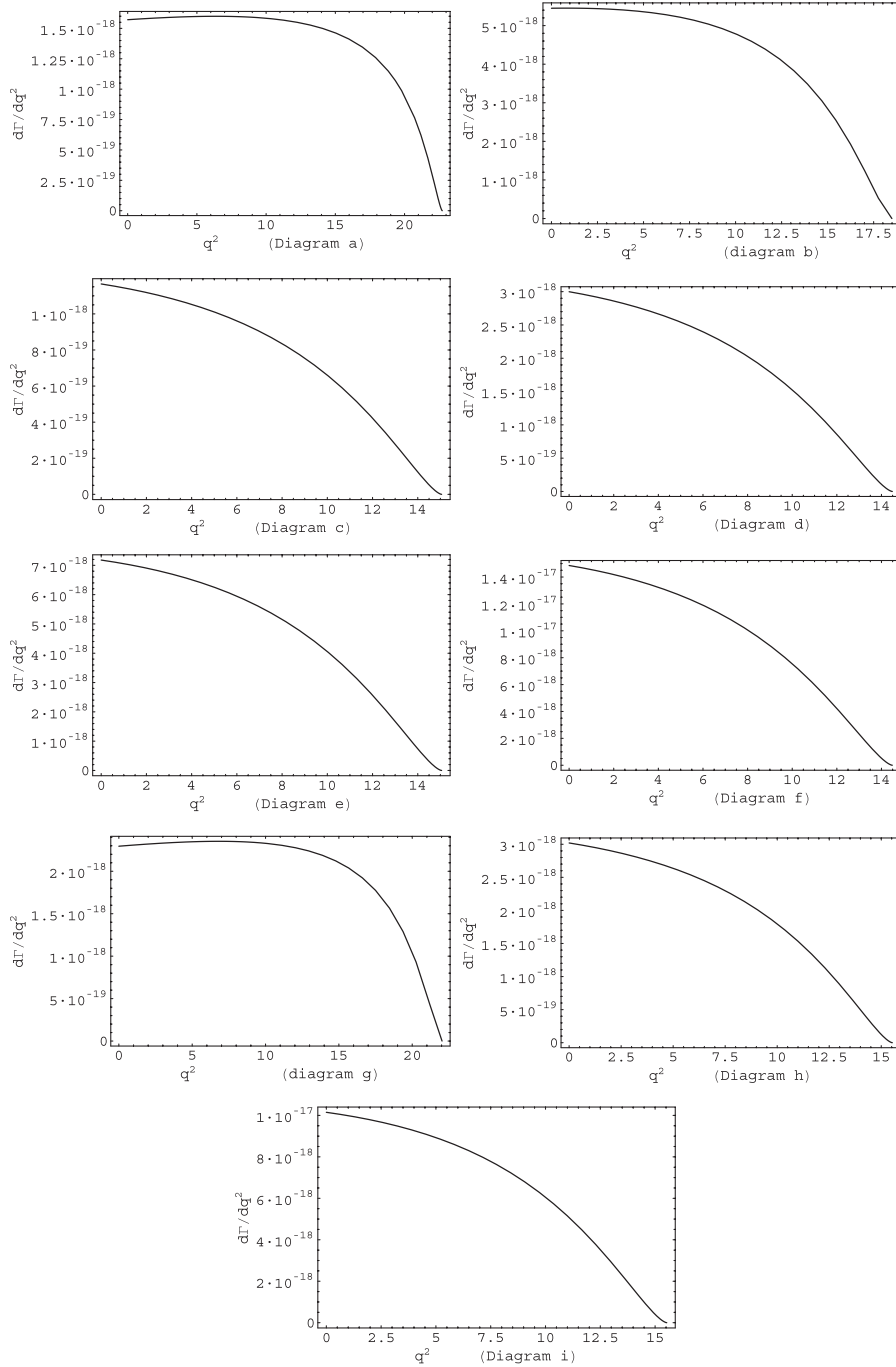 1.5·10⁻¹⁸
1.25·10⁻¹⁸
1·10⁻¹⁸
7.5·10⁻¹⁹
5·10⁻¹⁹
2.5·10⁻¹⁹
0
dΓ/dq²
0 5 10 15 20
q² (Diagram a)
5·10⁻¹⁸
4·10⁻¹⁸
3·10⁻¹⁸
2·10⁻¹⁸
1·10⁻¹⁸
0
dΓ/dq²
0 2.5 5 7.5 10 12.5 15 17.5
q² (diagram b)
1·10⁻¹⁸
8·10⁻¹⁹
6·10⁻¹⁹
4·10⁻¹⁹
2·10⁻¹⁹
0
dΓ/dq²
0 2 4 6 8 10 12 14
q² (Diagram c)
3·10⁻¹⁸
2.5·10⁻¹⁸
2·10⁻¹⁸
1.5·10⁻¹⁸
1·10⁻¹⁸
5·10⁻¹⁹
0
dΓ/dq²
0 2 4 6 8 10 12 14
q² (Diagram d)
7·10⁻¹⁸
6·10⁻¹⁸
5·10⁻¹⁸
4·10⁻¹⁸
3·10⁻¹⁸
2·10⁻¹⁸
1·10⁻¹⁸
0
dΓ/dq²
0 2 4 6 8 10 12 14
q² (Diagram e)
1.4·10⁻¹⁷
1.2·10⁻¹⁷
1·10⁻¹⁷
8·10⁻¹⁸
6·10⁻¹⁸
4·10⁻¹⁸
2·10⁻¹⁸
0
dΓ/dq²
0 2 4 6 8 10 12 14
q² (Diagram f)
2·10⁻¹⁸
1.5·10⁻¹⁸
1·10⁻¹⁸
5·10⁻¹⁹
0
dΓ/dq²
0 5 10 15 20
q² (diagram g)
3·10⁻¹⁸
2.5·10⁻¹⁸
2·10⁻¹⁸
1.5·10⁻¹⁸
1·10⁻¹⁸
5·10⁻¹⁹
0
dΓ/dq²
0 2.5 5 7.5 10 12.5 15
q² (Diagram h)
1·10⁻¹⁷
8·10⁻¹⁸
6·10⁻¹⁸
4·10⁻¹⁸
2·10⁻¹⁸
0
dΓ/dq²
0 2.5 5 7.5 10 12.5 15
q² (Diagram i)